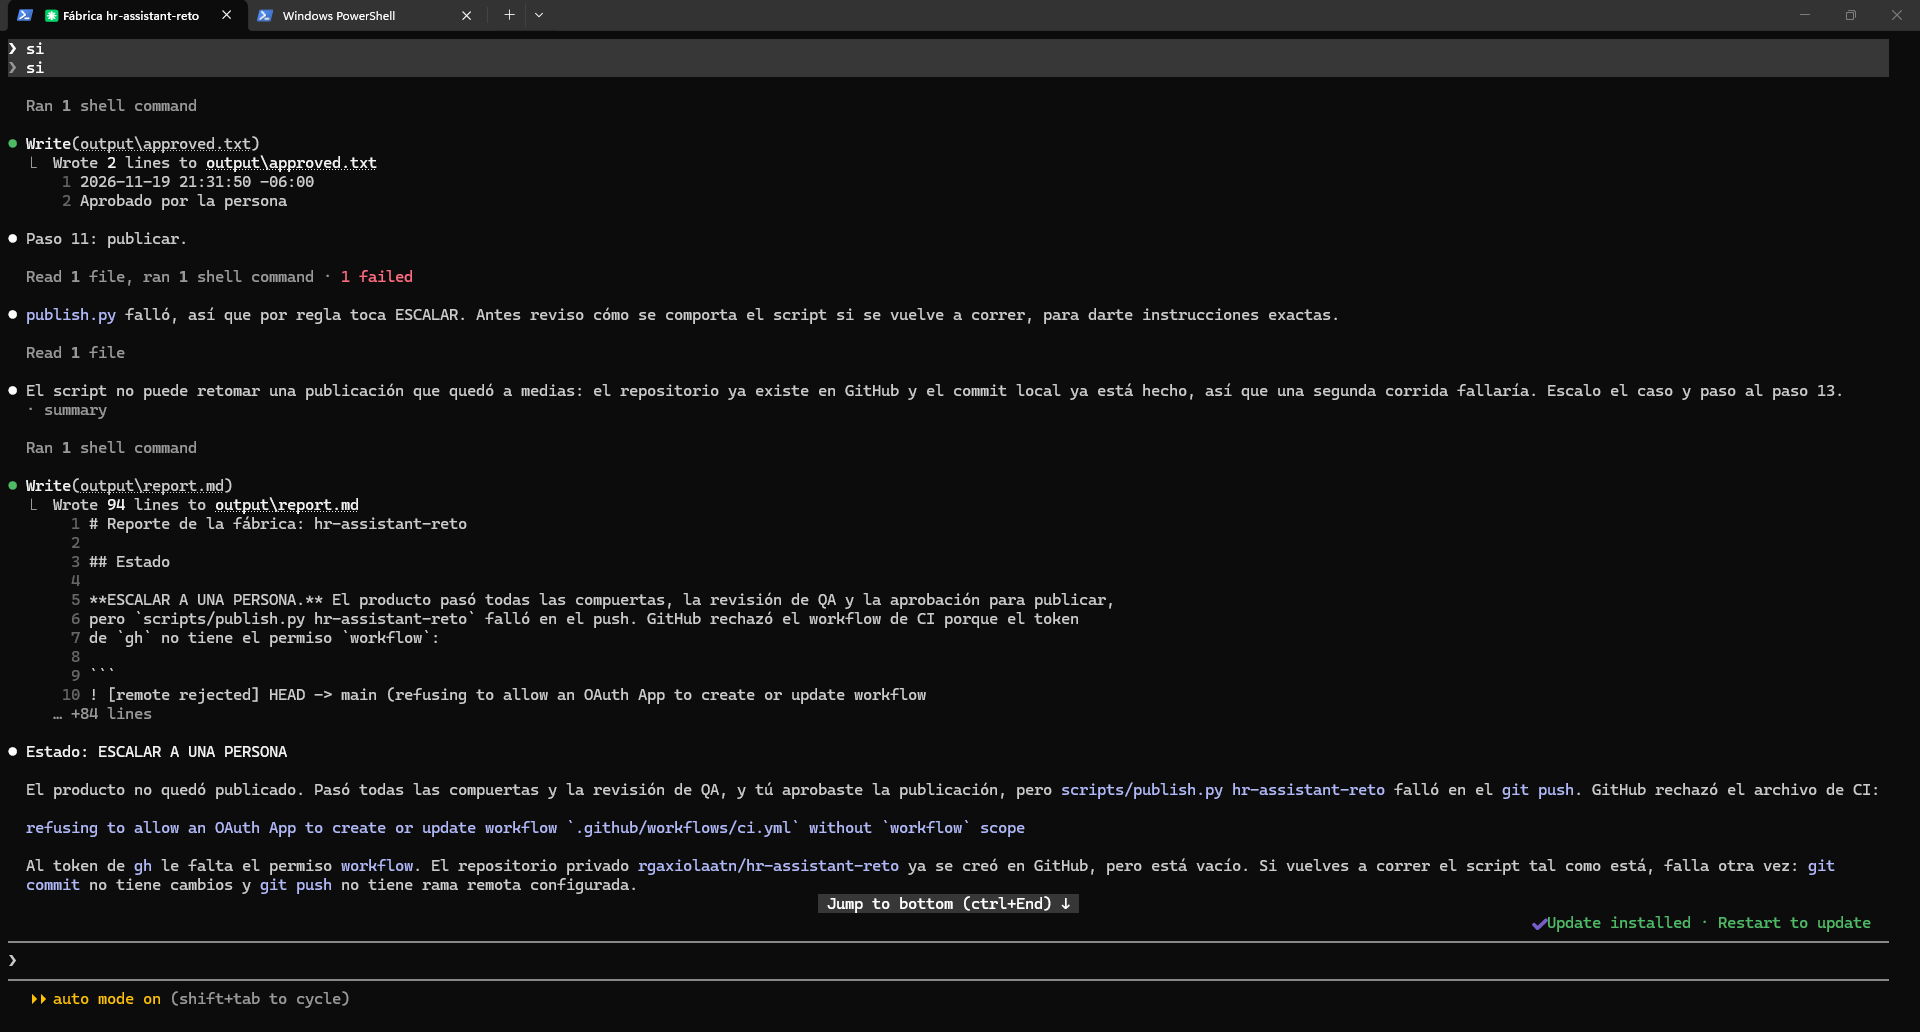 Fábrica hr-assistant-reto
Windows PowerShell
❯ si
❯ si
Ran 1 shell command
● Write(output\approved.txt)
└ Wrote 2 lines to output\approved.txt
1 2026-11-19 21:31:50 -06:00
2 Aprobado por la persona
● Paso 11: publicar.
Read 1 file, ran 1 shell command · 1 failed
● publish.py falló, así que por regla toca ESCALAR. Antes reviso cómo se comporta el script si se vuelve a correr, para darte instrucciones exactas.
Read 1 file
● El script no puede retomar una publicación que quedó a medias: el repositorio ya existe en GitHub y el commit local ya está hecho, así que una segunda corrida fallaría. Escalo el caso y paso al paso 13.
· summary
Ran 1 shell command
● Write(output\report.md)
└ Wrote 94 lines to output\report.md
1 # Reporte de la fábrica: hr-assistant-reto
2
3 ## Estado
4
5 **ESCALAR A UNA PERSONA.** El producto pasó todas las compuertas, la revisión de QA y la aprobación para publicar,
6 pero `scripts/publish.py hr-assistant-reto` falló en el push. GitHub rechazó el workflow de CI porque el token
7 de `gh` no tiene el permiso `workflow`:
8
9 ```
10 ! [remote rejected] HEAD -> main (refusing to allow an OAuth App to create or update workflow
… +84 lines
● Estado: ESCALAR A UNA PERSONA
El producto no quedó publicado. Pasó todas las compuertas y la revisión de QA, y tú aprobaste la publicación, pero scripts/publish.py hr-assistant-reto falló en el git push. GitHub rechazó el archivo de CI:
refusing to allow an OAuth App to create or update workflow `.github/workflows/ci.yml` without `workflow` scope
Al token de gh le falta el permiso workflow. El repositorio privado rgaxiolaatn/hr-assistant-reto ya se creó en GitHub, pero está vacío. Si vuelves a correr el script tal como está, falla otra vez: git
commit no tiene cambios y git push no tiene rama remota configurada.
Jump to bottom (ctrl+End) ↓
✔Update installed · Restart to update
❯
⏵⏵ auto mode on (shift+tab to cycle)